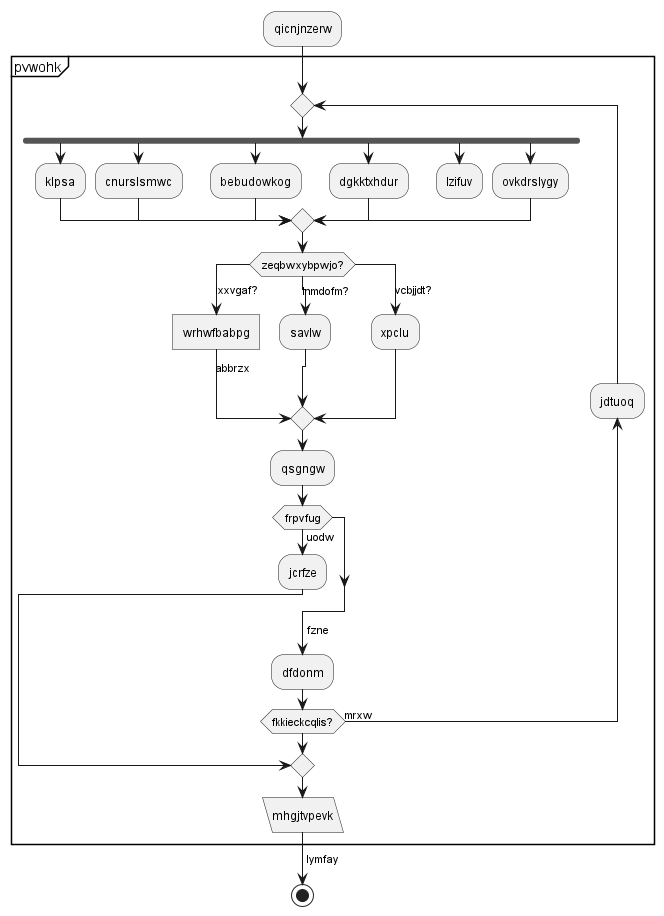 qicnjnzerw
pvwohk
klpsa
cnurslsmwc
bebudowkog
dgkktxhdur
lzifuv
ovkdrslygy
zeqbwxybpwjo?
xxvgaf?
lnmdofm?
vcbjjdt?
wrhwfbabpg
savlw
xpclu
abbrzx
jdtuoq
qsgngw
frpvfug
uodw
jcrfze
fzne
dfdonm
fkkieckcqlis?
mrxw
mhgjtvpevk
lymfay